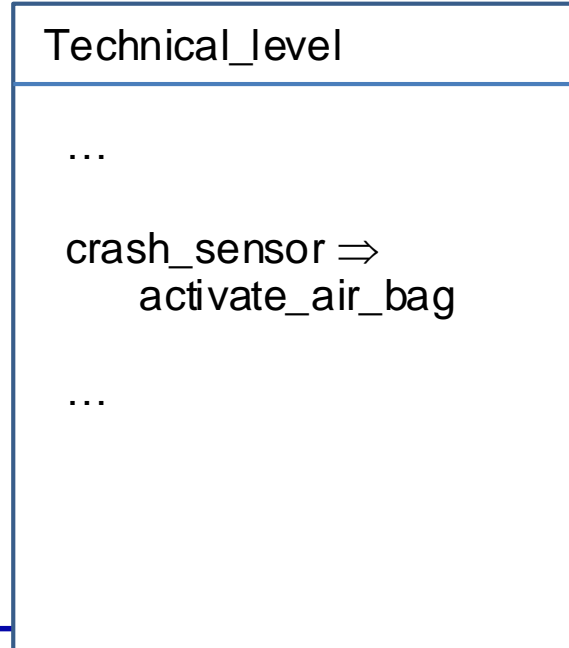 Technical_level
…
crash_sensor ⇒
activate_air_bag
…